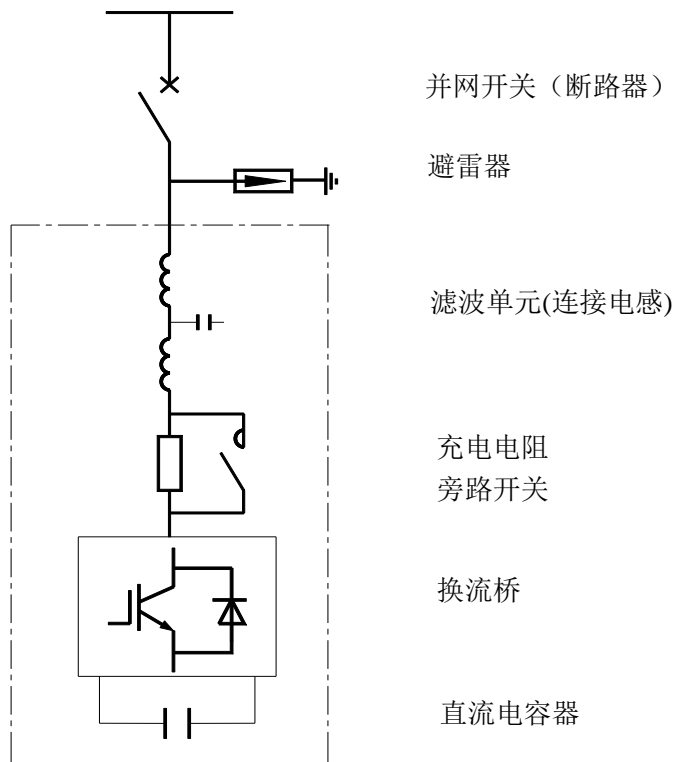 并网开关（断路器）
避雷器
滤波单元(连接电感)
充电电阻
旁路开关
换流桥
直流电容器